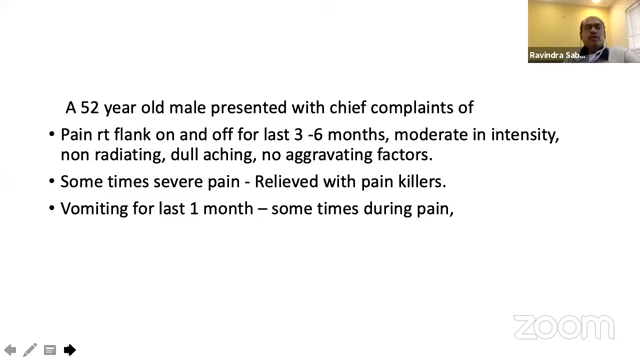 Ravindra Sab...
A 52 year old male presented with chief complaints of
• Pain rt flank on and off for last 3 -6 months, moderate in intensity,
non radiating, dull aching, no aggravating factors.
• Some times severe pain - Relieved with pain killers.
• Vomiting for last 1 month – some times during pain,
zoom